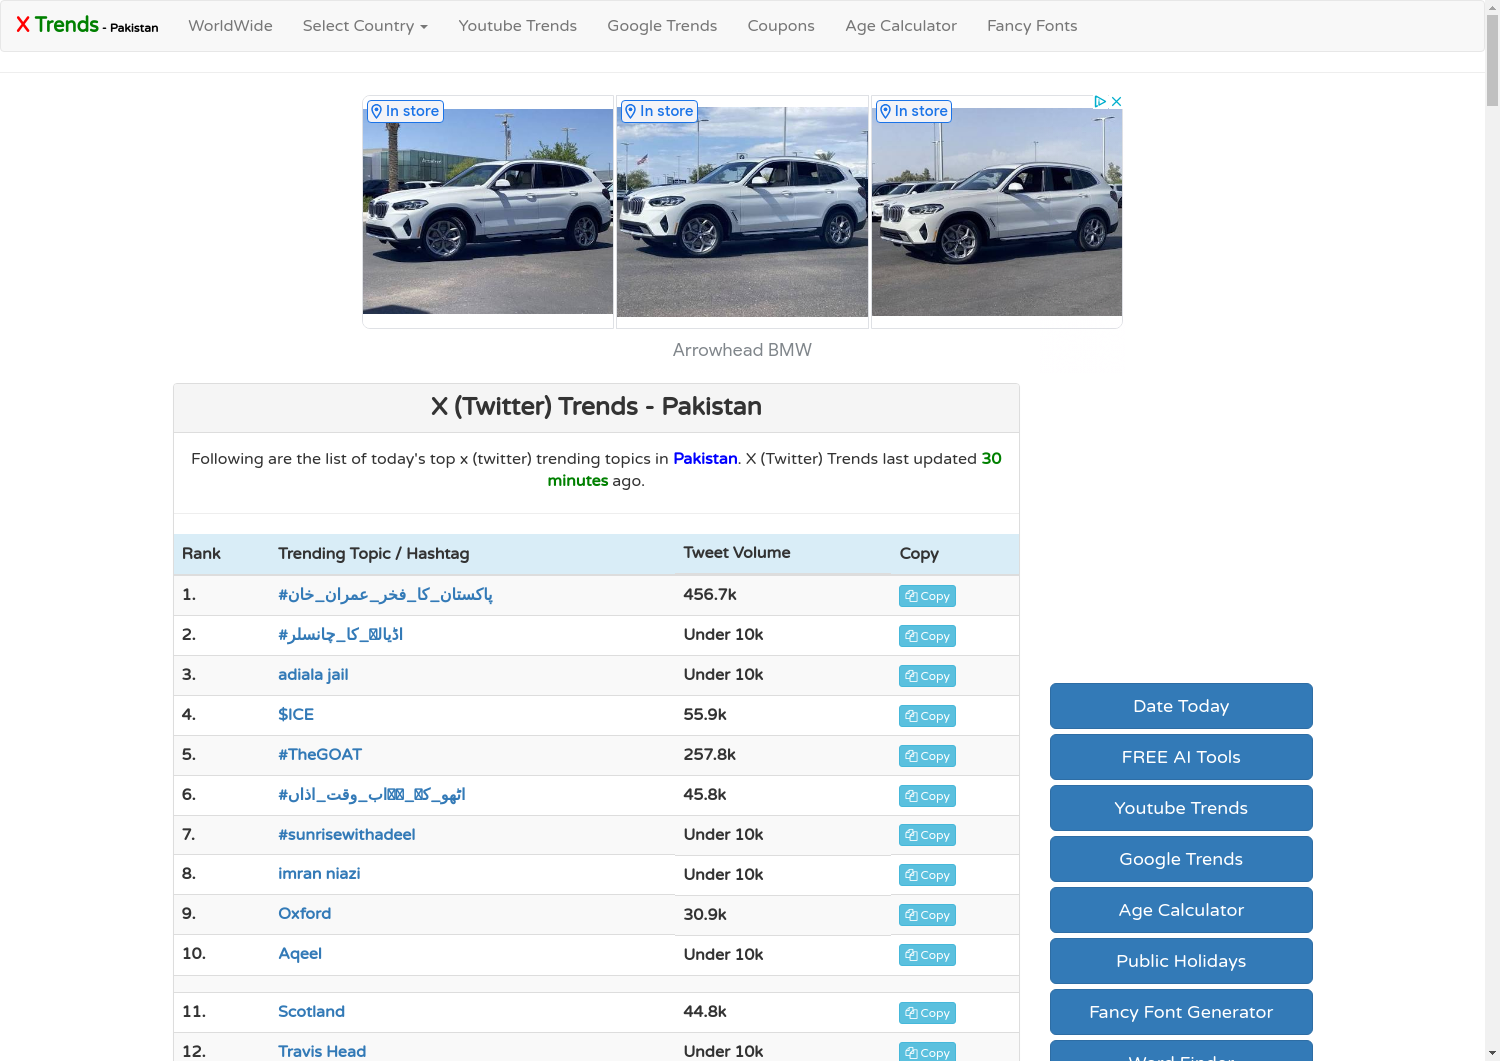 X Trends - Pakistan WorldWide Select Country Youtube Trends Google Trends Coupons Age Calculator Fancy Fonts
In store In store In store
Arrowhead BMW
X (Twitter) Trends - Pakistan
Following are the list of today's top x (twitter) trending topics in Pakistan. X (Twitter) Trends last updated 30
minutes ago.
Rank Trending Topic / Hashtag Tweet Volume Copy
1. #پاکستان_کا_فخر_عمران_خان 456.7k Copy
2. Under 10k Copy
3. adiala jail Under 10k Copy
4. $ICE 55.9k Copy
5. #TheGOAT 257.8k Copy
6. 45.8k Copy
7. #sunrisewithadeel Under 10k Copy
8. imran niazi Under 10k Copy
9. Oxford 30.9k Copy
10. Aqeel Under 10k Copy
11. Scotland 44.8k Copy
12. Travis Head Under 10k Copy
Date Today
FREE AI Tools
Youtube Trends
Google Trends
Age Calculator
Public Holidays
Fancy Font Generator
Word Finder